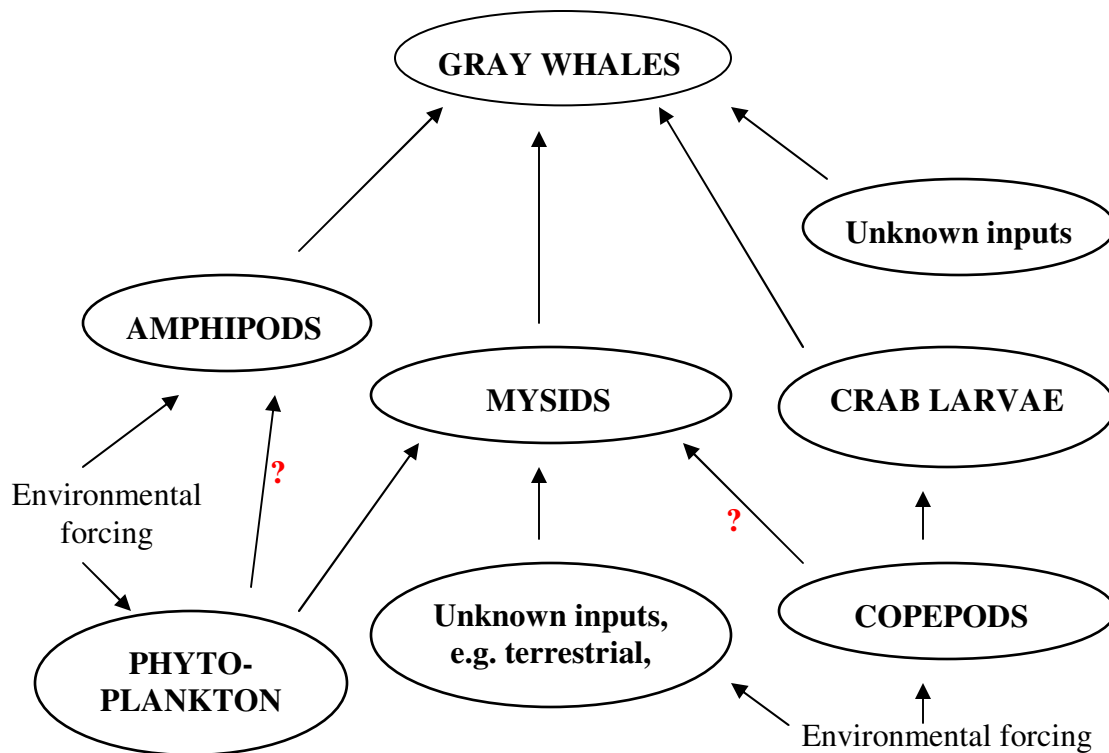 GRAY WHALES
Unknown inputs
AMPHIPODS
MYSIDS
CRAB LARVAE
?
Environmental
forcing
?
Unknown inputs,
e.g. terrestrial,
COPEPODS
PHYTO-
PLANKTON
Environmental forcing